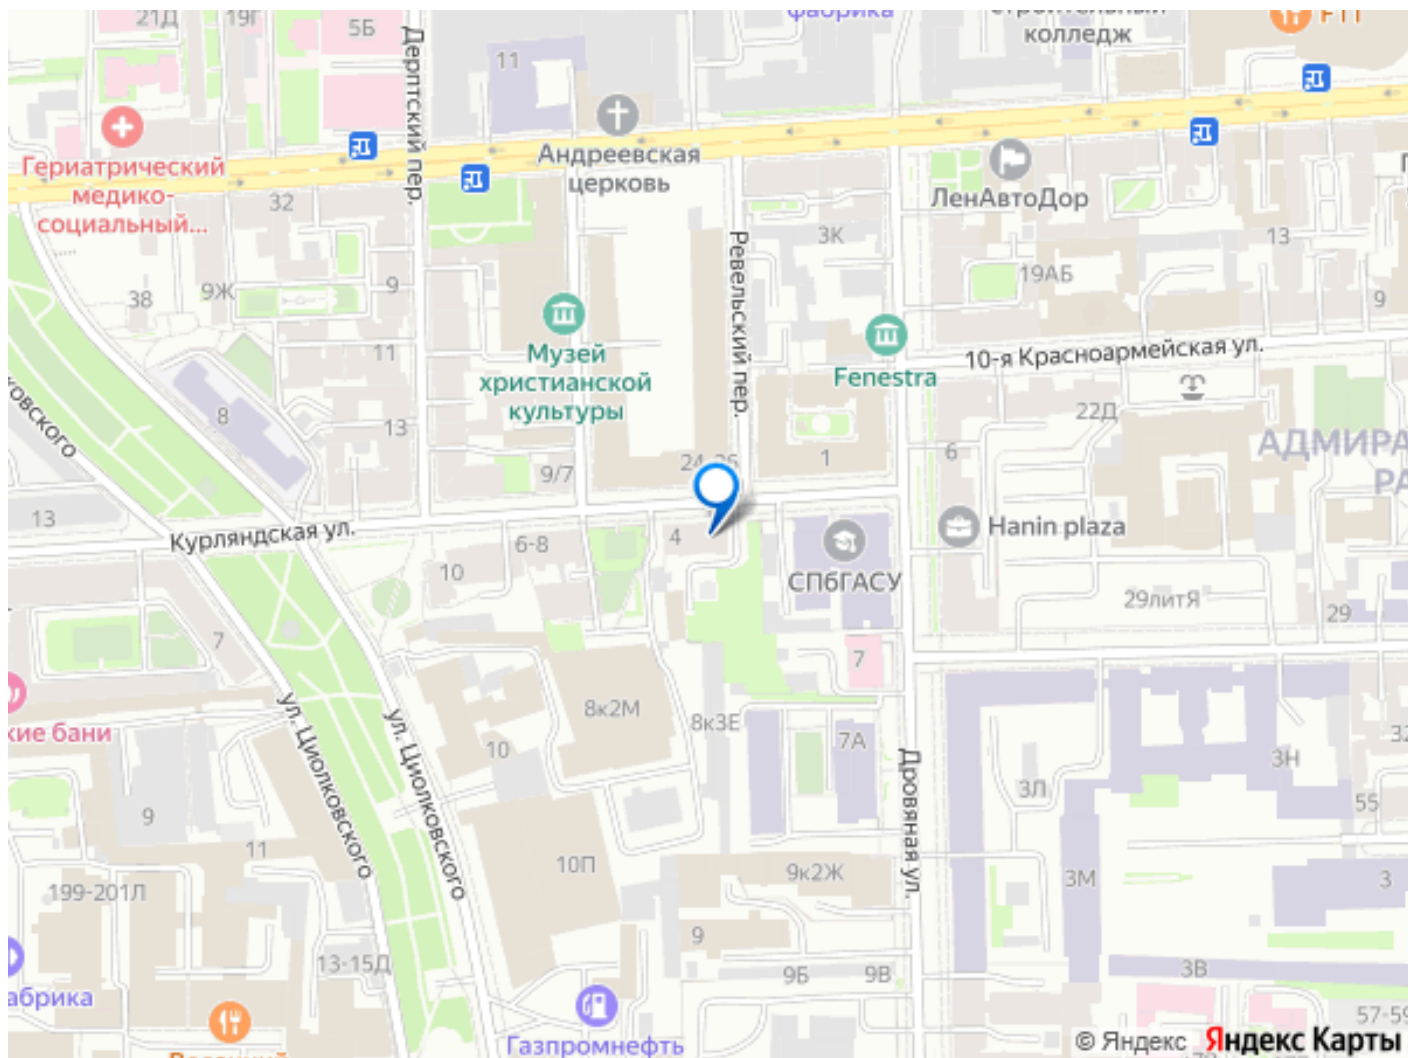 21Д
19Г
5Б
11
фабрика
строительный
колледж
Дерптский пер.
Гериатрический
медико-
социальный...
Андреевская
церковь
ЛенАвтоДор
32
3К
13
19АБ
9
38
9Ж
9
11
Ревельский пер.
Музей
христианской
культуры
Fenestra
10-я Красноармейская ул.
22Д
8
13
9/7
1
6
АДМИРА
РА
ковского
13
Курляндская ул.
6-8
10
4
СПбГАСУ
Hanin plaza
29литЯ
29
7
7
8к2М
8к3Е
7А
кие бани
ул. Циолковского
ул. Циолковского
10
Дровяная ул.
3Н
3Л
55
9
11
199-201Л
10П
9к2Ж
3М
3
9
13-15Д
9Б
9В
3В
абрика
Газпромнефть
57-59
© Яндекс Яндекс Карты